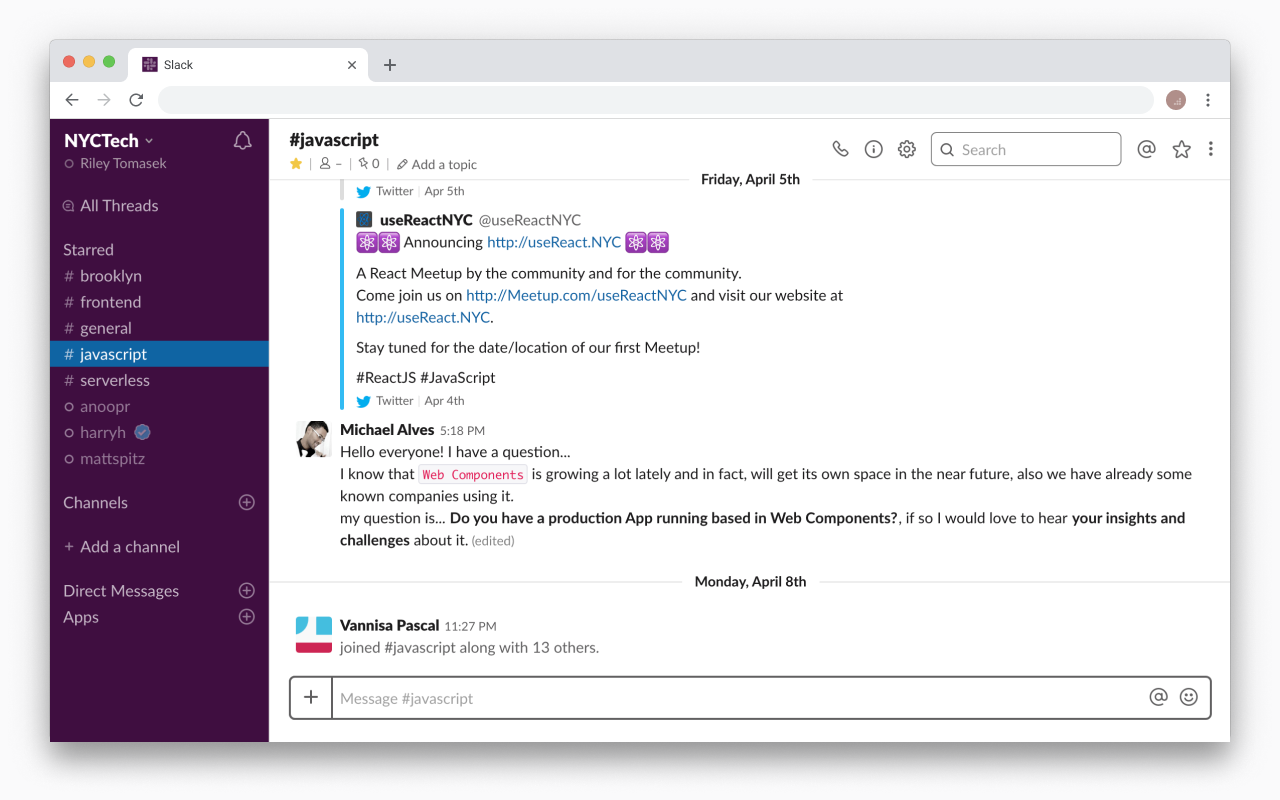 Slack
NYCTech
Riley Tomasek
All Threads
Starred
# brooklyn
# frontend
# general
# javascript
# serverless
anoopr
harryh
mattspitz
Channels
+ Add a channel
Direct Messages
Apps
#javascript
– | 0 | Add a topic
Search
Friday, April 5th
Twitter | Apr 5th
useReactNYC @useReactNYC
⚛️⚛️ Announcing http://useReact.NYC ⚛️⚛️
A React Meetup by the community and for the community.
Come join us on http://Meetup.com/useReactNYC and visit our website at
http://useReact.NYC.
Stay tuned for the date/location of our first Meetup!
#ReactJS #JavaScript
Twitter | Apr 4th
Michael Alves 5:18 PM
Hello everyone! I have a question...
I know that Web Components is growing a lot lately and in fact, will get its own space in the near future, also we have already some
known companies using it.
my question is... Do you have a production App running based in Web Components?, if so I would love to hear your insights and
challenges about it. (edited)
Monday, April 8th
Vannisa Pascal 11:27 PM
joined #javascript along with 13 others.
Message #javascript